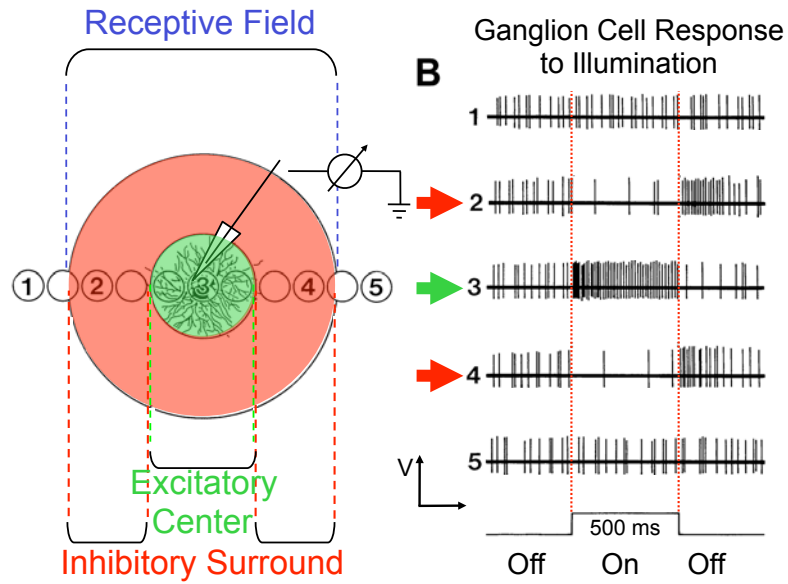 Receptive Field
1
2
3
4
5
Excitatory
Center
Inhibitory Surround
B
Ganglion Cell Response
to Illumination
1
2
3
4
5
V
500 ms
Off On Off